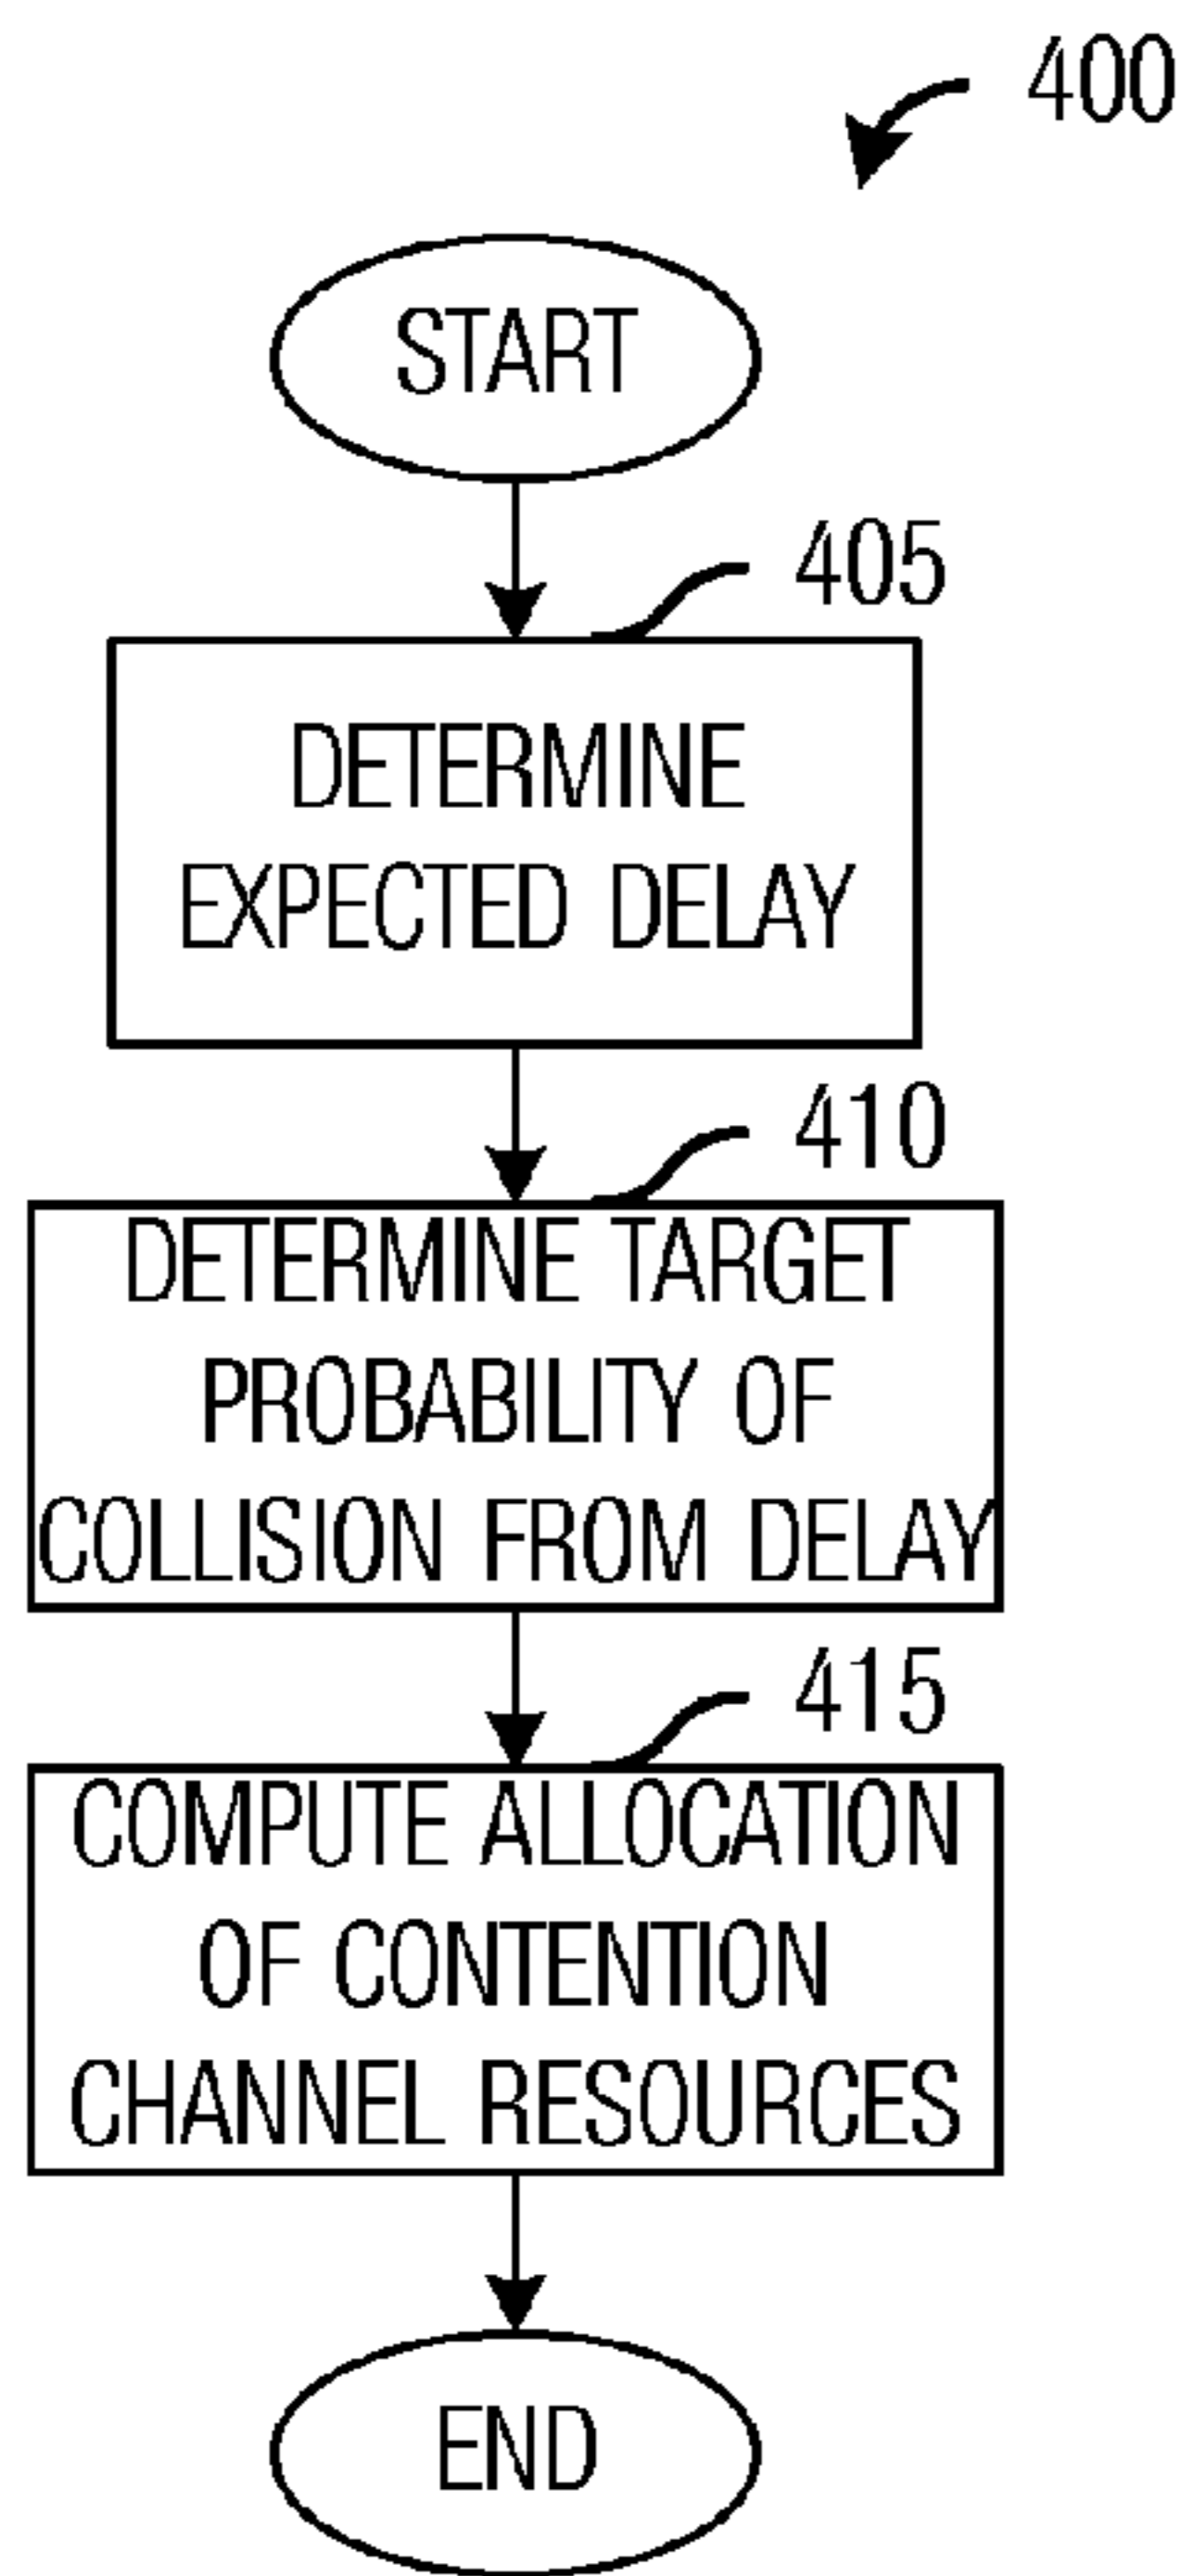 400
START
405
DETERMINE
EXPECTED DELAY
410
DETERMINE TARGET
PROBABILITY OF
COLLISION FROM DELAY
415
COMPUTE ALLOCATION
OF CONTENTION
CHANNEL RESOURCES
END